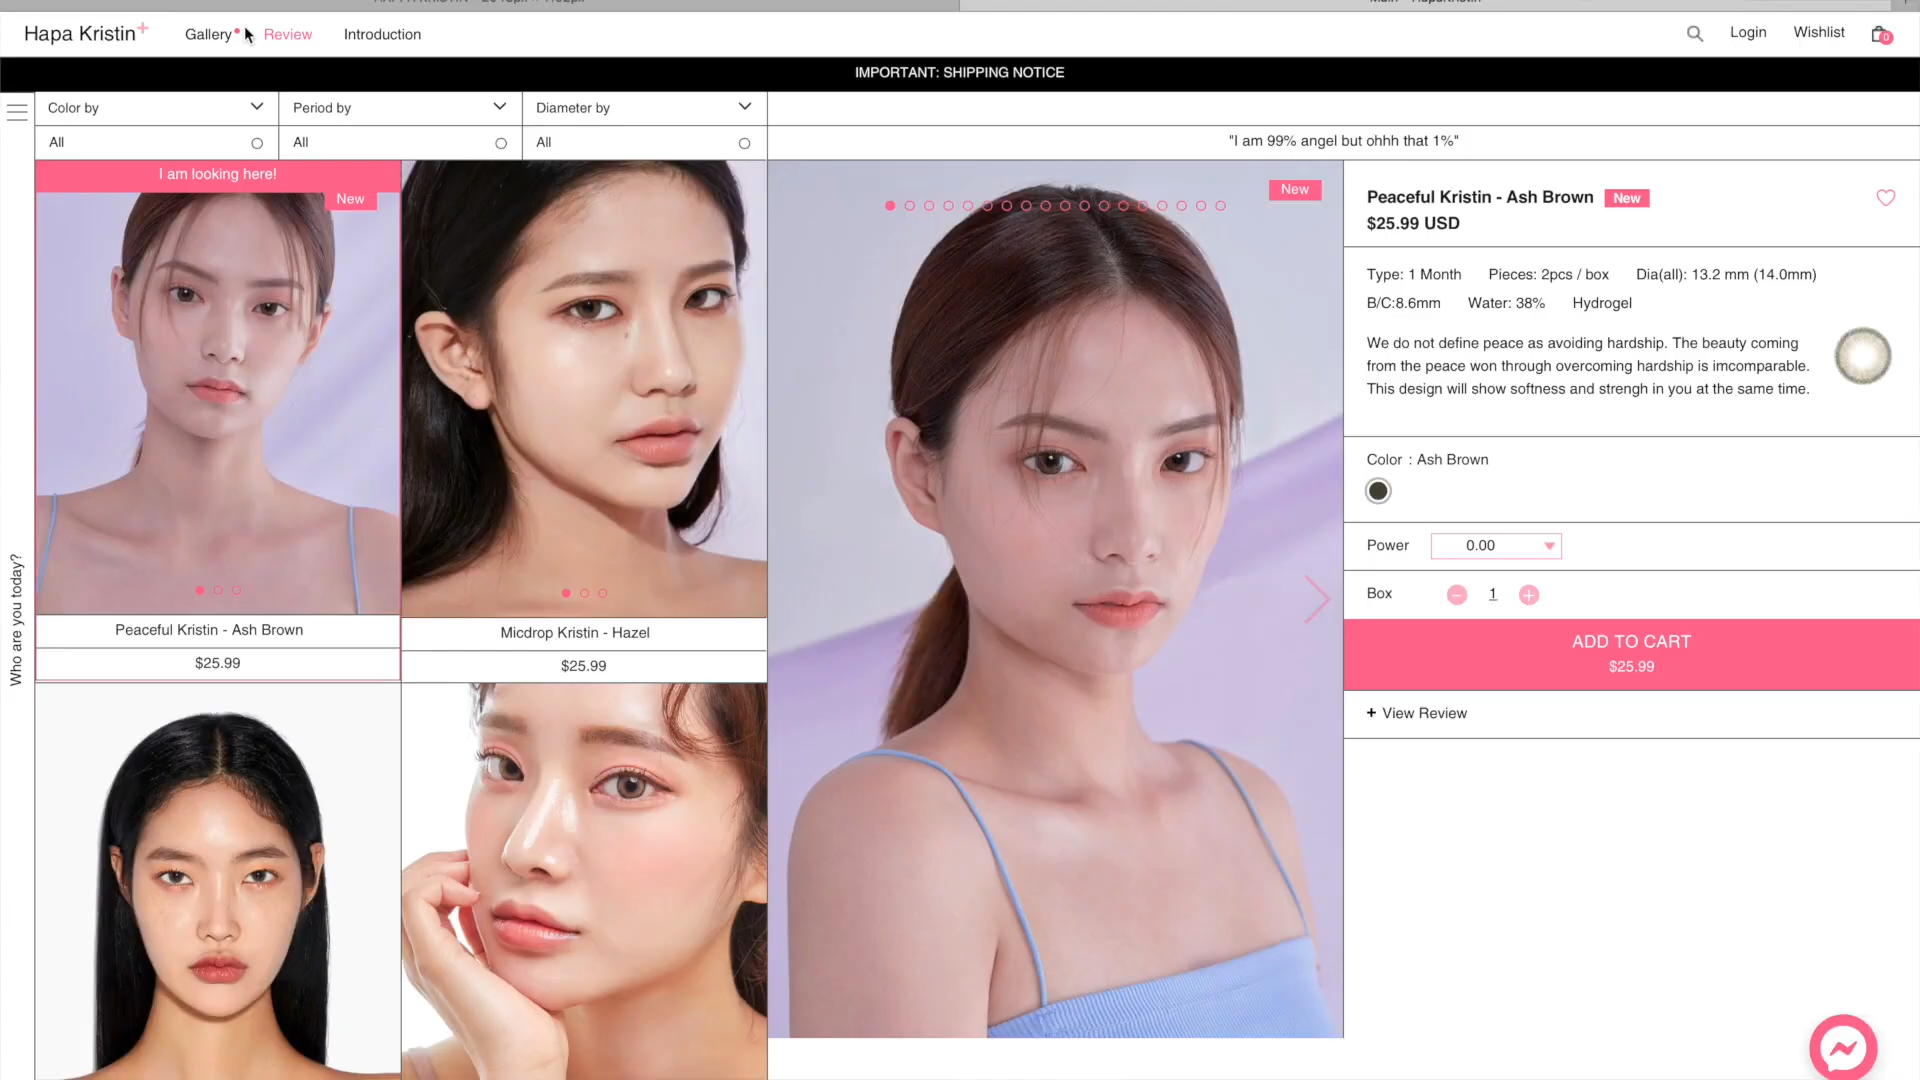 Hapa Kristin+
Gallery
Review
Introduction
Login
Wishlist
0
IMPORTANT: SHIPPING NOTICE
Color by
Period by
Diameter by
All
All
All
"I am 99% angel but ohhh that 1%"
I am looking here!
New
New
Peaceful Kristin - Ash Brown New
$25.99 USD
Type: 1 Month Pieces: 2pcs / box Dia(all): 13.2 mm (14.0mm)
B/C:8.6mm Water: 38% Hydrogel
We do not define peace as avoiding hardship. The beauty coming
from the peace won through overcoming hardship is imcomparable.
This design will show softness and strengh in you at the same time.
Color : Ash Brown
Power 0.00
Box 1
ADD TO CART
$25.99
+ View Review
Who are you today?
Peaceful Kristin - Ash Brown
$25.99
Micdrop Kristin - Hazel
$25.99